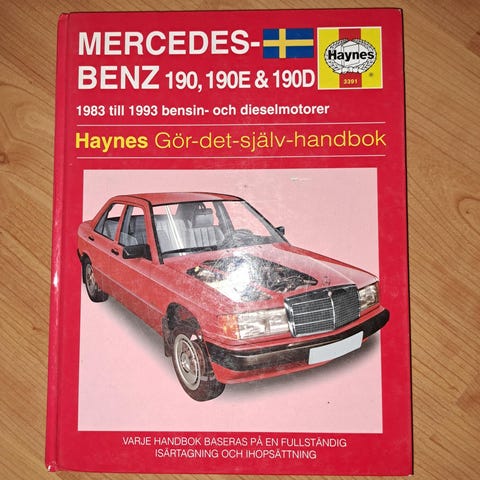 MERCEDES-
BENZ 190, 190E & 190D
Haynes
3391
1983 till 1993 bensin- och dieselmotorer
Haynes Gör-det-själv-handbok
VARJE HANDBOK BASERAS PÅ EN FULLSTÄNDIG
ISÄRTAGNING OCH IHOPSÄTTNING